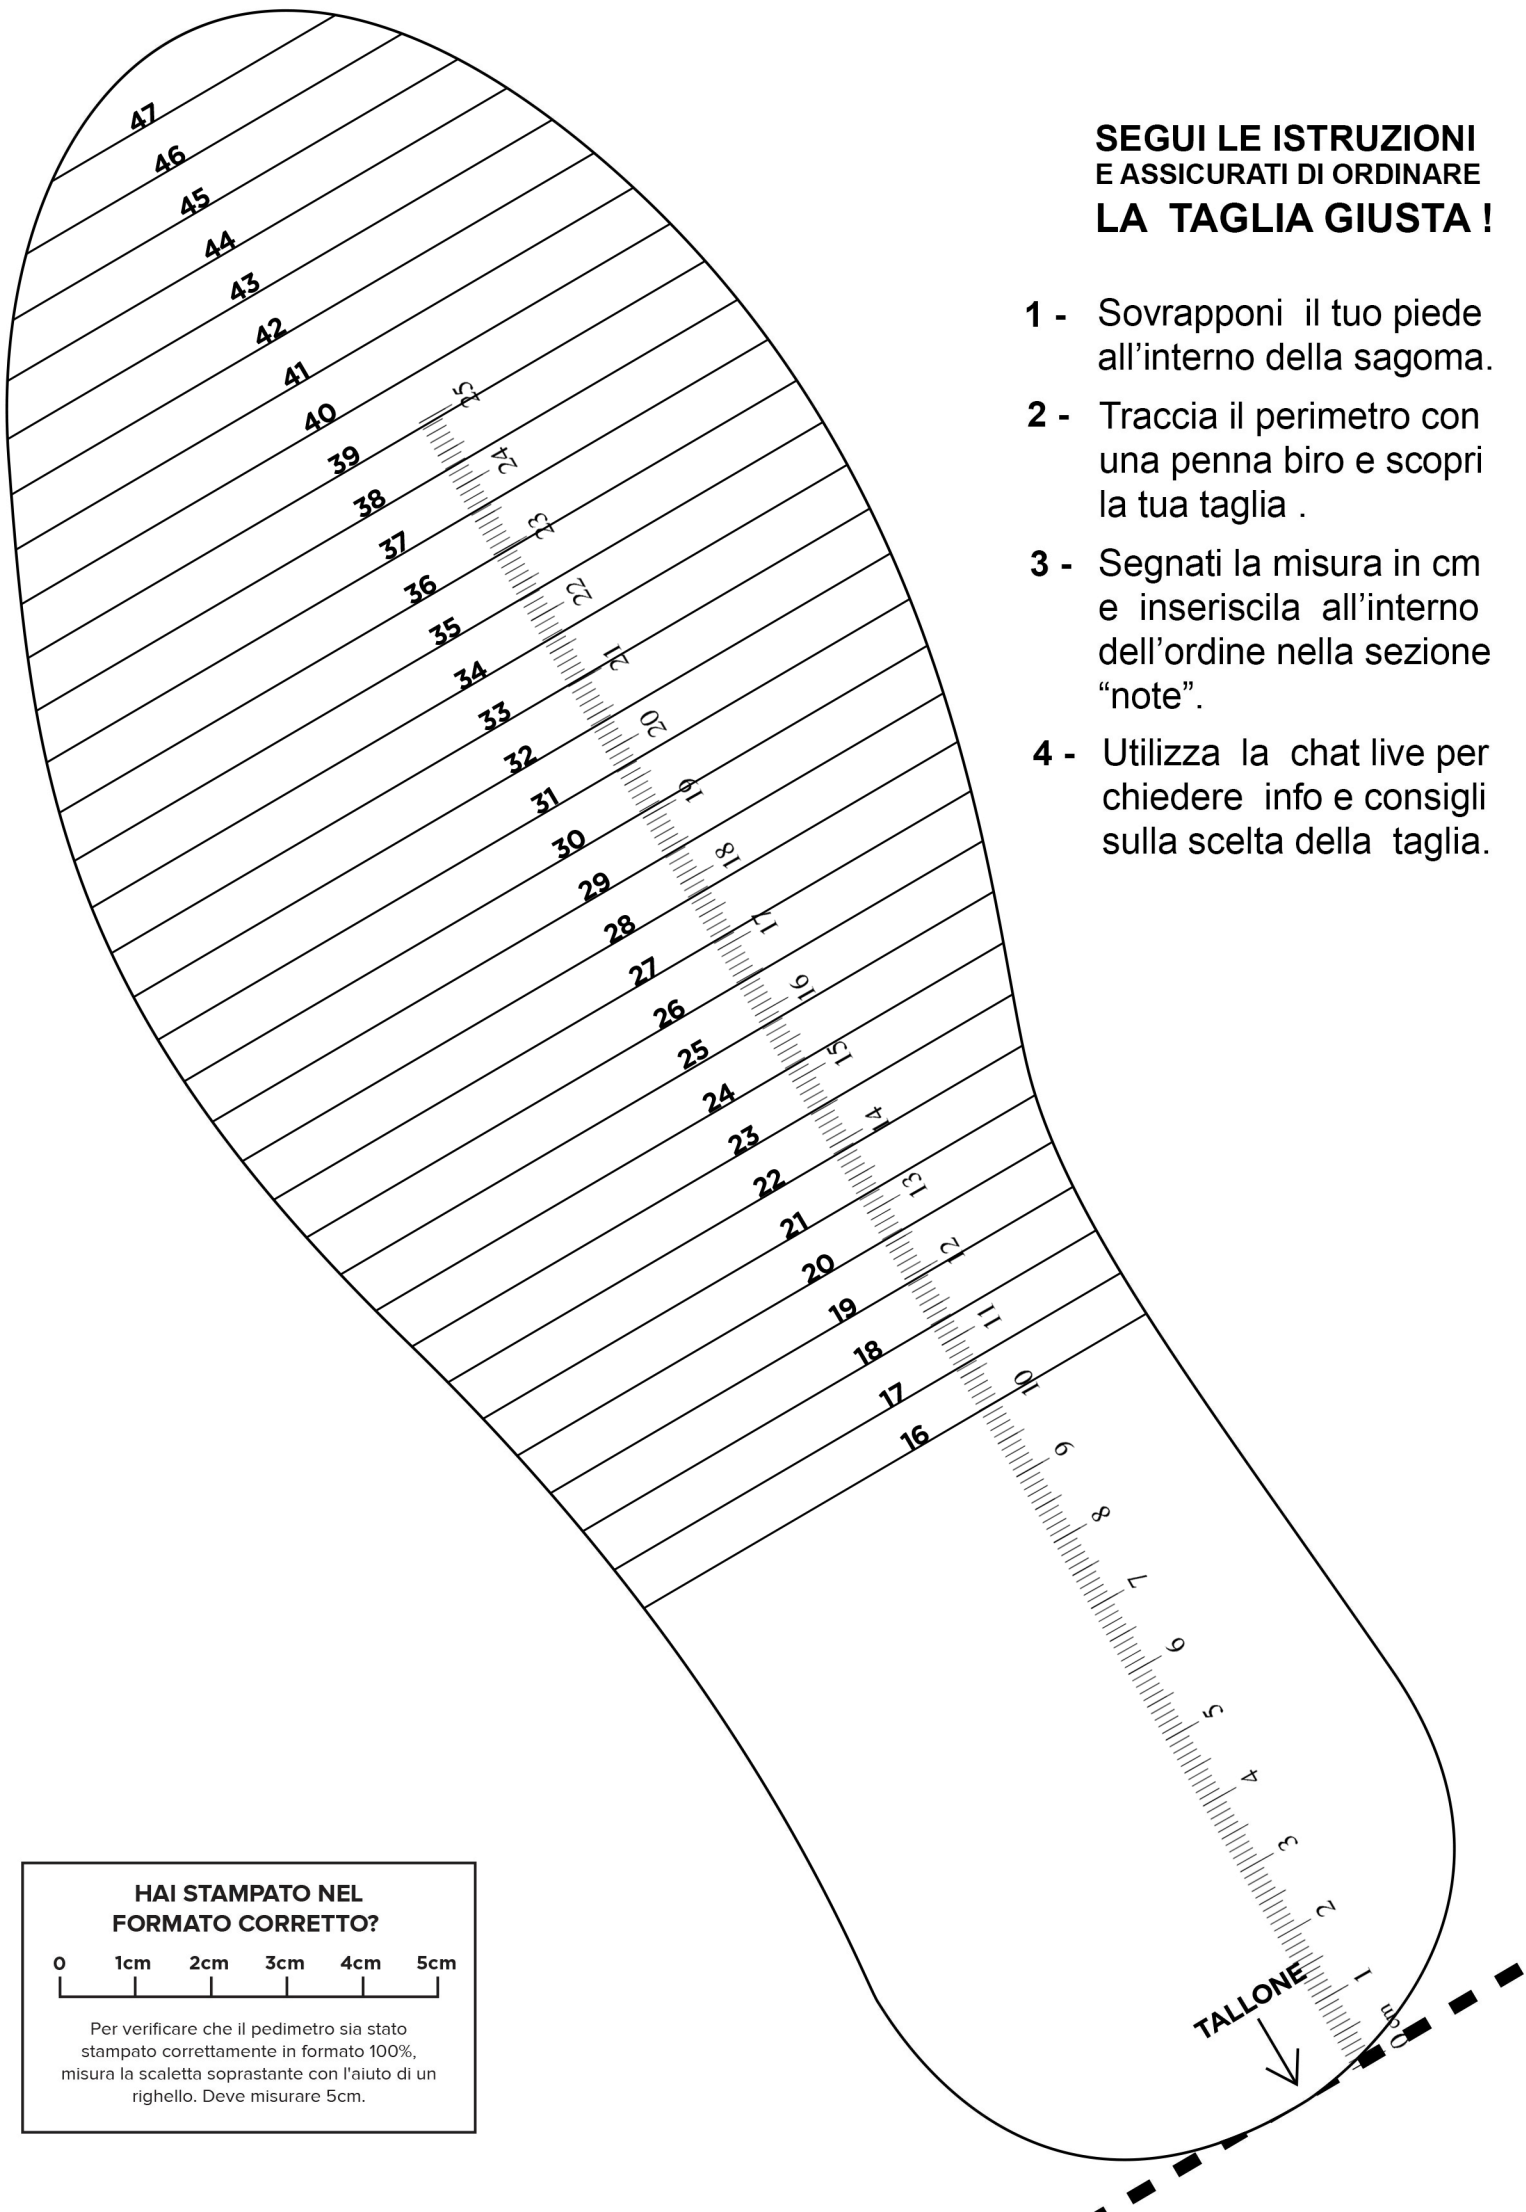 SEGUI LE ISTRUZIONI
E ASSICURATI DI ORDINARE
LA TAGLIA GIUSTA !
1 - Sovrapponi il tuo piede
all’interno della sagoma.
2 - Traccia il perimetro con
una penna biro e scopri
la tua taglia .
3 - Segnati la misura in cm
e inseriscila all’interno
dell’ordine nella sezione
“note”.
4 - Utilizza la chat live per
chiedere info e consigli
sulla scelta della taglia.
47
46
45
44
43
42
41
40
39
38
37
36
35
34
33
32
31
30
29
28
27
26
25
24
23
22
21
20
19
18
17
16
25
24
23
22
21
20
19
18
17
16
15
14
13
12
11
10
9
8
7
6
5
4
3
2
1
0 cm
TALLONE
HAI STAMPATO NEL
FORMATO CORRETTO?
0 1cm 2cm 3cm 4cm 5cm
Per verificare che il pedimetro sia stato
stampato correttamente in formato 100%,
misura la scaletta soprastante con l'aiuto di un
righello. Deve misurare 5cm.